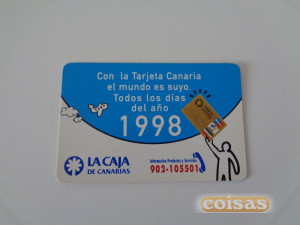 Con la Tarjeta Canaria
el mundo es suyo.
Todos los días
del año
1998
LA CAJA
DE CANARIAS
Información Productos y Servicios
902-105501
coisas